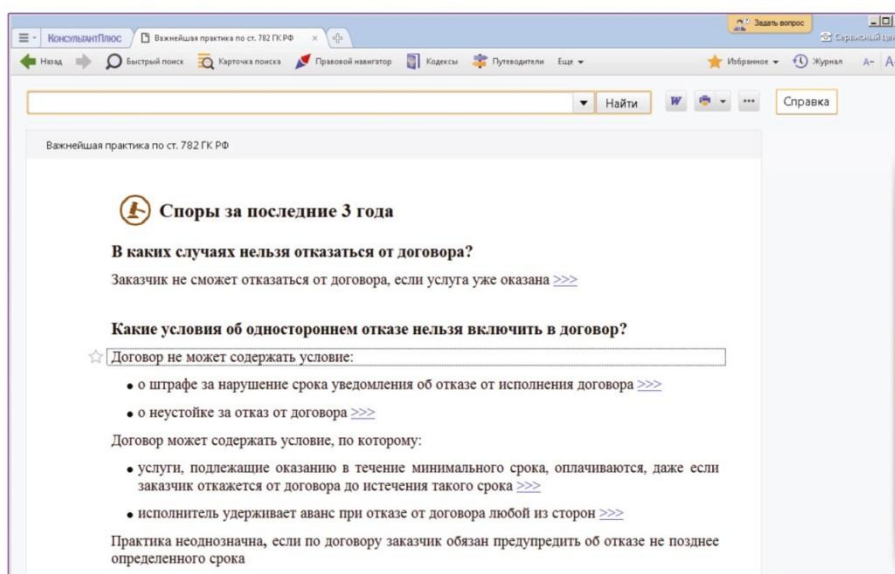 Задать вопрос
КонсультантПлюс
Важнейшая практика по ст. 782 ГК РФ
Сервисный
Назад
Быстрый поиск
Карточка поиска
Правовой навигатор
Кодексы
Путеводители
Еще
Избранное
Журнал
А− А
Найти
W
Справка
Важнейшая практика по ст. 782 ГК РФ
Споры за последние 3 года
В каких случаях нельзя отказаться от договора?
Заказчик не сможет отказаться от договора, если услуга уже оказана >>>
Какие условия об одностороннем отказе нельзя включить в договор?
Договор не может содержать условие:
• о штрафе за нарушение срока уведомления об отказе от исполнения договора >>>
• о неустойке за отказ от договора >>>
Договор может содержать условие, по которому:
• услуги, подлежащие оказанию в течение минимального срока, оплачиваются, даже если
заказчик откажется от договора до истечения такого срока >>>
• исполнитель удерживает аванс при отказе от договора любой из сторон >>>
Практика неоднозначна, если по договору заказчик обязан предупредить об отказе не позднее
определенного срока